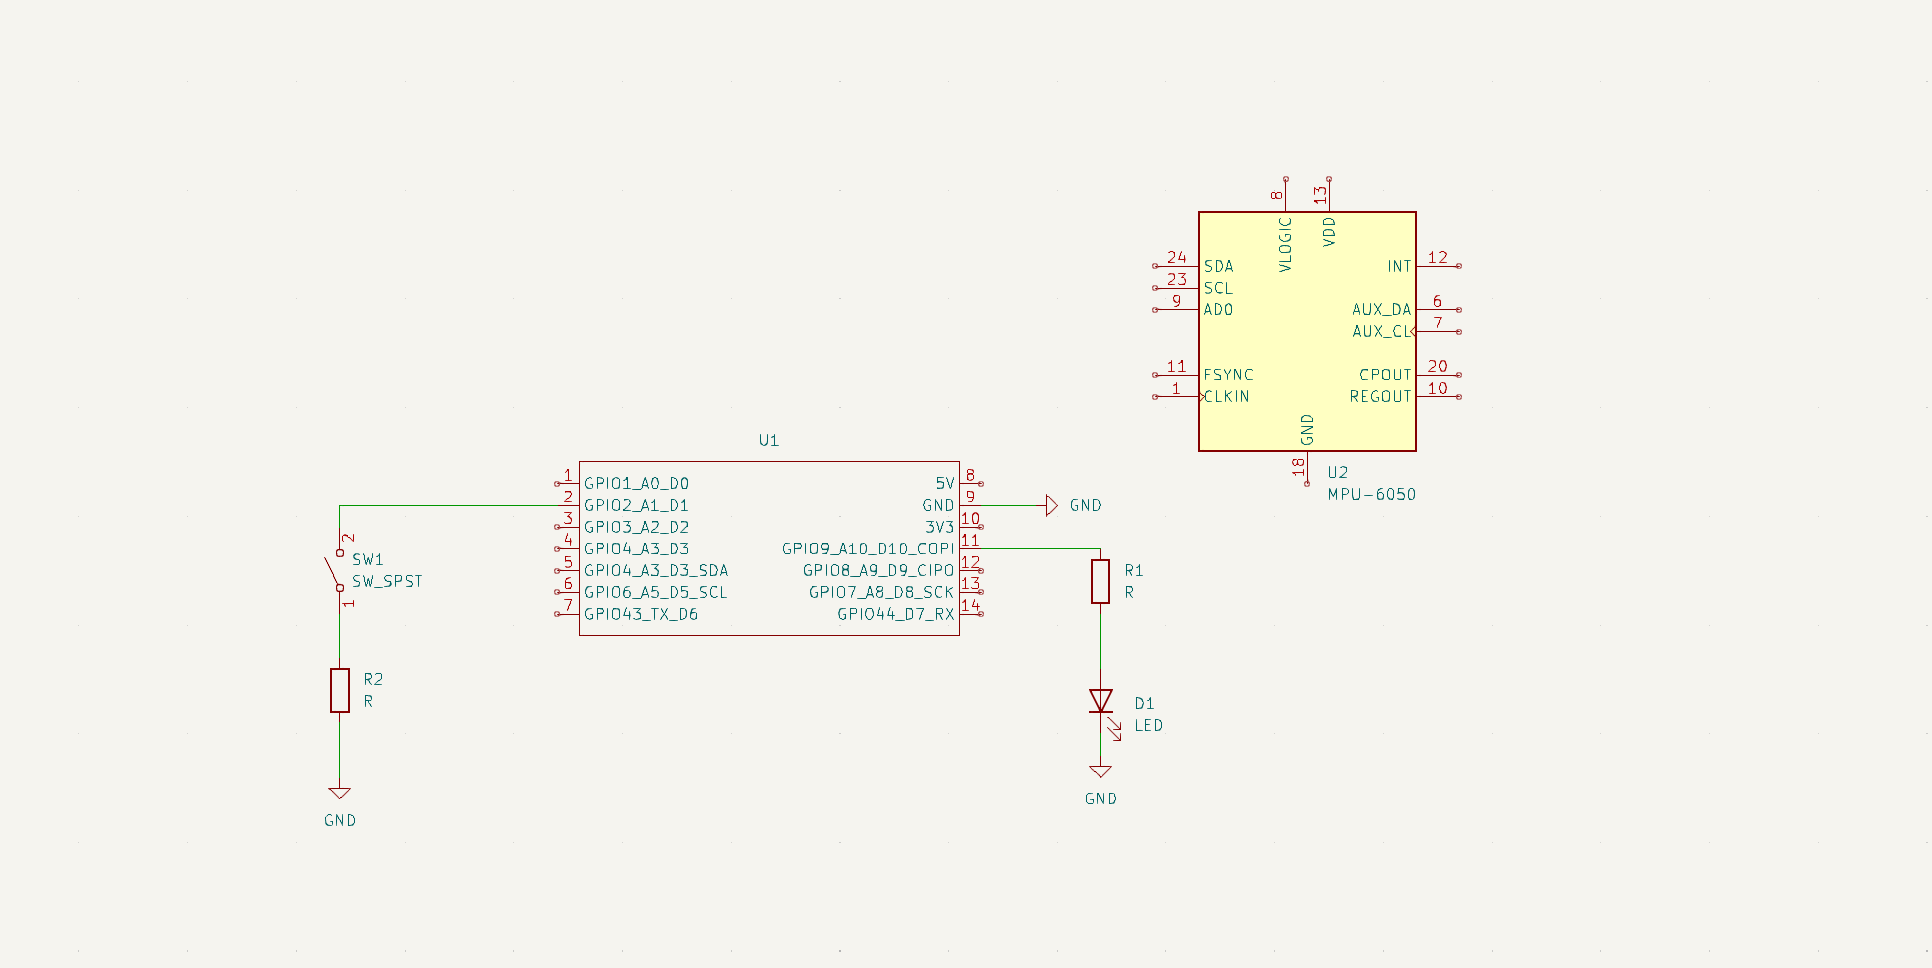 8
13
VLOGIC
VDD
24
SDA
INT
12
23
SCL
9
AD0
AUX_DA
6
AUX_CL
7
11
FSYNC
CPOUT
20
1
CLKIN
REGOUT
10
GND
18
U2
MPU-6050
U1
1
GPIO1_A0_D0
5V
8
2
GPIO2_A1_D1
GND
9
GND
3
GPIO3_A2_D2
3V3
10
4
GPIO4_A3_D3
GPIO9_A10_D10_COPI
11
5
GPIO4_A3_D3_SDA
GPIO8_A9_D9_CIPO
12
6
GPIO6_A5_D5_SCL
GPIO7_A8_D8_SCK
13
7
GPIO43_TX_D6
GPIO44_D7_RX
14
2
SW1
SW_SPST
1
R1
R
R2
R
D1
LED
GND
GND